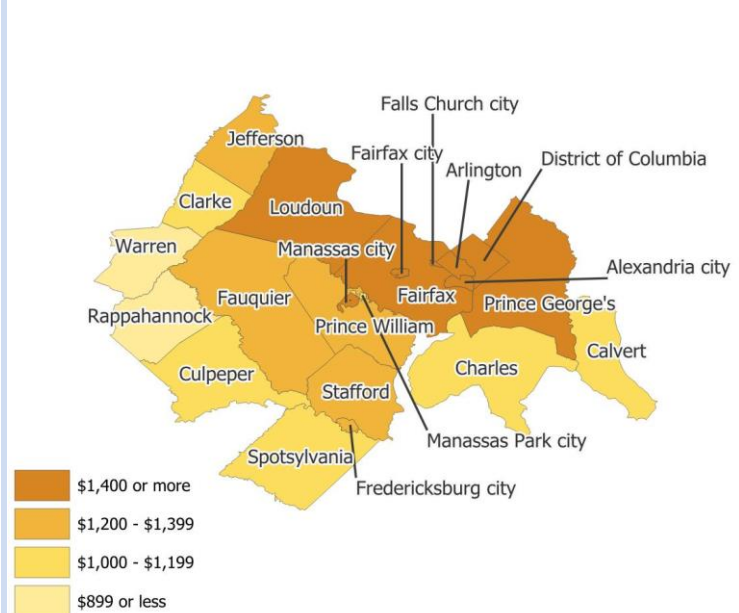 Falls Church city
Jefferson
Fairfax city
Arlington
District of Columbia
Clarke
Loudoun
Warren
Manassas city
Alexandria city
Fauquier
Fairfax
Prince George's
Rappahannock
Prince William
Calvert
Culpeper
Charles
Stafford
Manassas Park city
Spotsylvania
Fredericksburg city
$1,400 or more
$1,200 - $1,399
$1,000 - $1,199
$899 or less